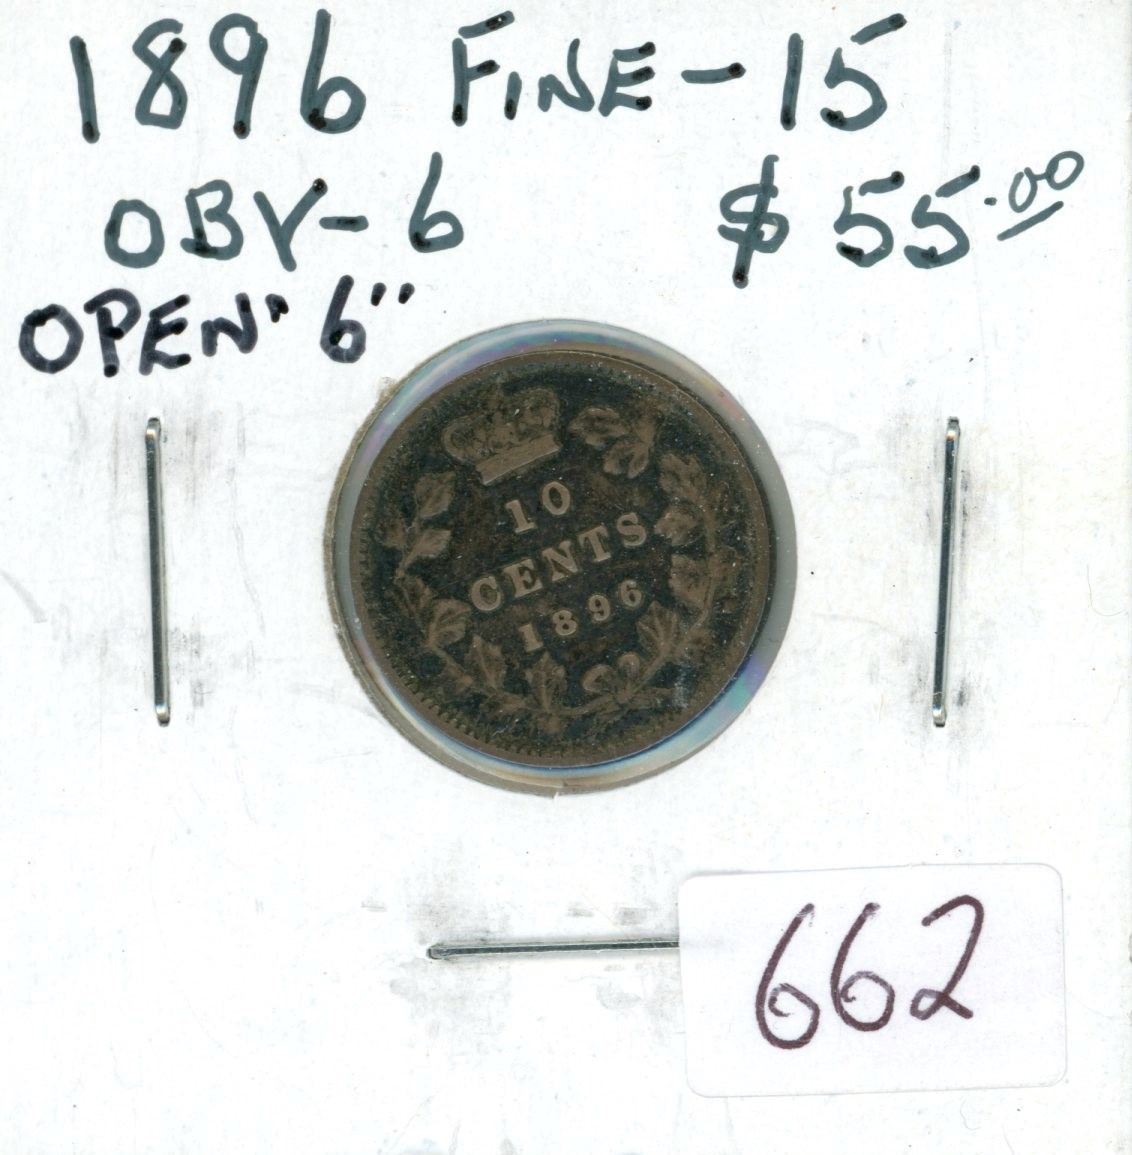 1896 FINE-15
OBV-6 $55.00
OPEN "6"
10
CENTS
1896
662